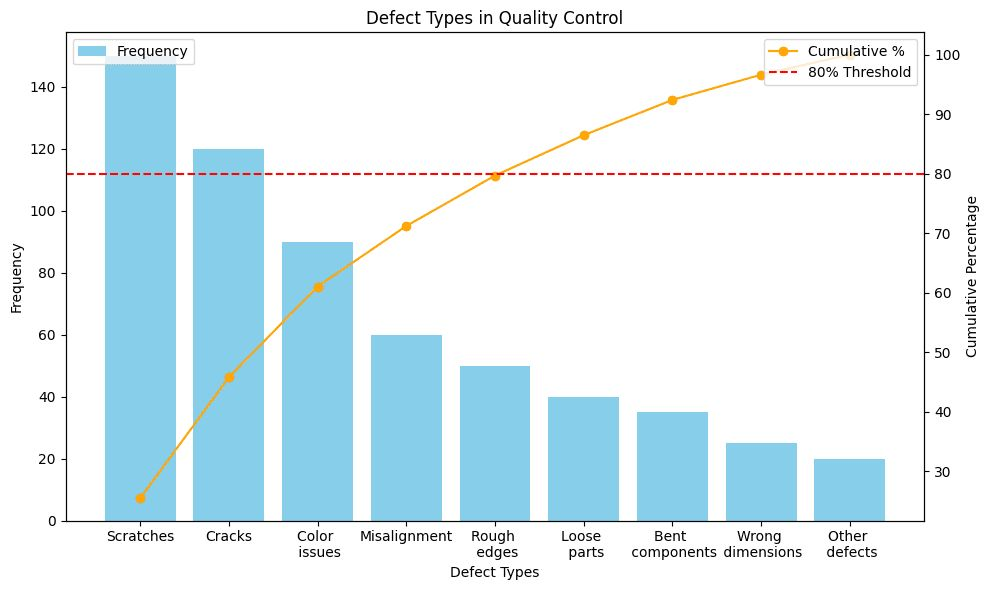 Defect Types in Quality Control
Frequency
Cumulative %
80% Threshold
Frequency
140
120
100
80
60
40
20
0
Cumulative Percentage
100
90
80
70
60
50
40
30
Scratches
Cracks
Color
issues
Misalignment
Rough
edges
Loose
parts
Bent
components
Wrong
dimensions
Other
defects
Defect Types